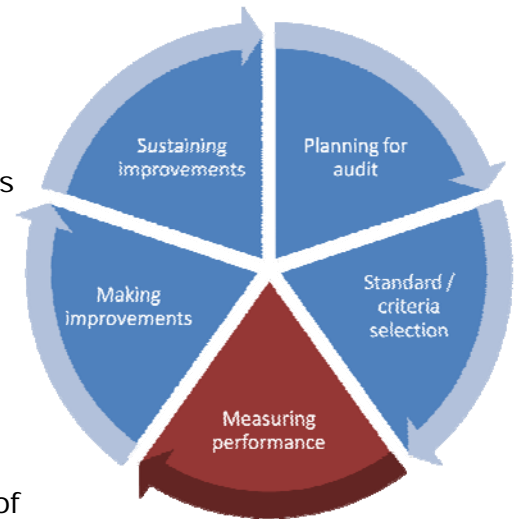 Sustaining
improvements
Planning for
audit
s
Making
improvements
Standard /
criteria
selection
Measuring
performance
of